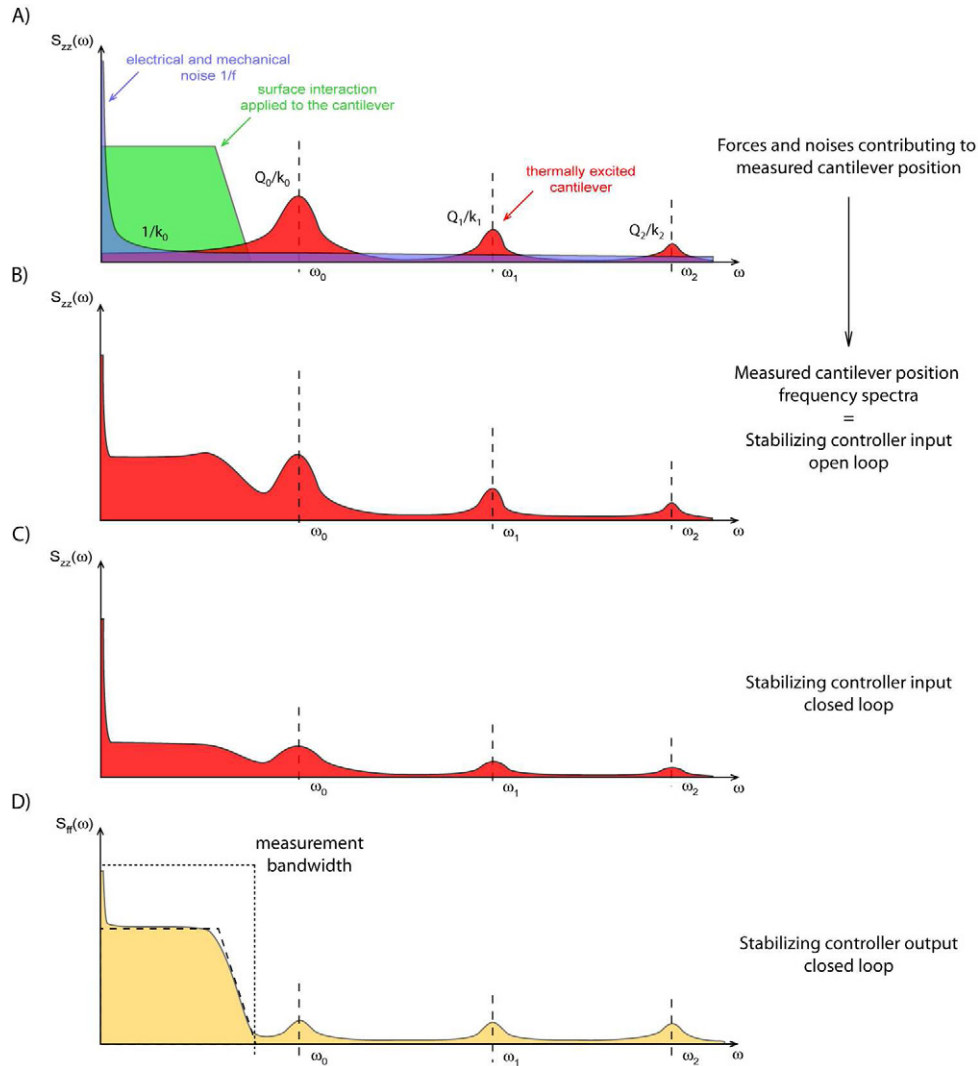 A)
S_zz(ω)
electrical and mechanical
noise 1/f
surface interaction
applied to the cantilever
Q_0/k_0
thermally excited
cantilever
Q_1/k_1
Q_2/k_2
1/k_0
ω_0
ω_1
ω_2
ω
Forces and noises contributing to
measured cantilever position
B)
S_zz(ω)
ω_0
ω_1
ω_2
ω
Measured cantilever position
frequency spectra
=
Stabilizing controller input
open loop
C)
S_zz(ω)
ω_0
ω_1
ω_2
ω
Stabilizing controller input
closed loop
D)
S_ff(ω)
measurement
bandwidth
ω_0
ω_1
ω_2
ω
Stabilizing controller output
closed loop